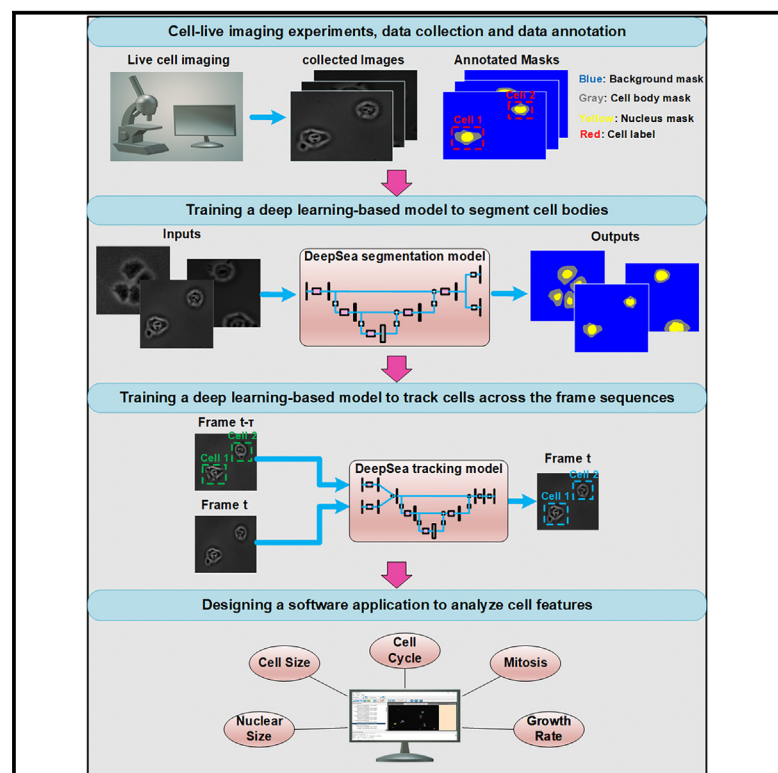 Cell-live imaging experiments, data collection and data annotation
Live cell imaging
collected Images
Annotated Masks
Cell 2
Cell 1
Blue: Background mask
Gray: Cell body mask
Yellow: Nucleus mask
Red: Cell label
Training a deep learning-based model to segment cell bodies
Inputs
DeepSea segmentation model
Outputs
Training a deep learning-based model to track cells across the frame sequences
Frame t-τ
Cell 2
Cell 1
Frame t
DeepSea tracking model
Frame t
Cell 2
Cell 1
Designing a software application to analyze cell features
Cell Size
Cell
Cycle
Mitosis
Nuclear
Size
Growth
Rate